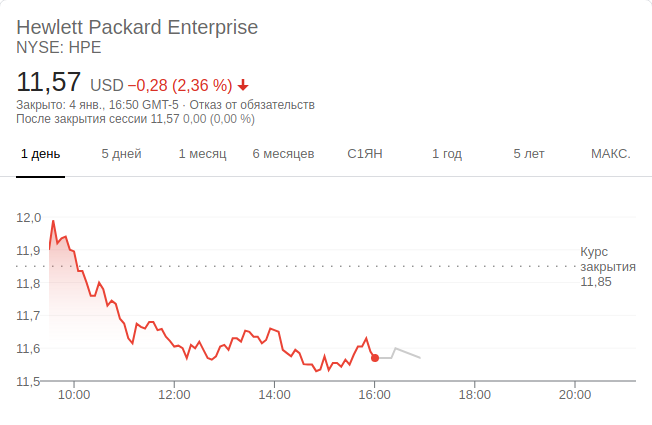 Hewlett Packard Enterprise
NYSE: HPE
11,57 USD −0,28 (2,36 %)
Закрыто: 4 янв., 16:50 GMT-5 · Отказ от обязательств
После закрытия сессии 11,57 0,00 (0,00 %)
1 день 5 дней 1 месяц 6 месяцев С1ЯН 1 год 5 лет МАКС.
12,0
11,9
Курс
закрытия
11,85
11,8
11,7
11,6
11,5
10:00 12:00 14:00 16:00 18:00 20:00